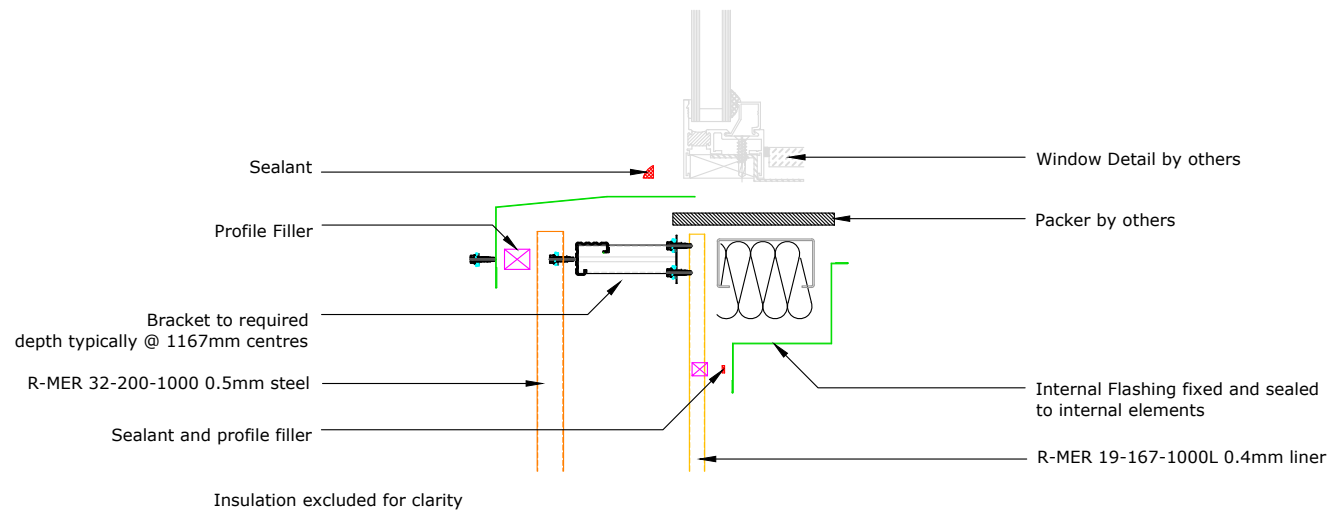 Sealant
Profile Filler
Bracket to required
depth typically @ 1167mm centres
R-MER 32-200-1000 0.5mm steel
Sealant and profile filler
Insulation excluded for clarity
Window Detail by others
Packer by others
Internal Flashing fixed and sealed
to internal elements
R-MER 19-167-1000L 0.4mm liner